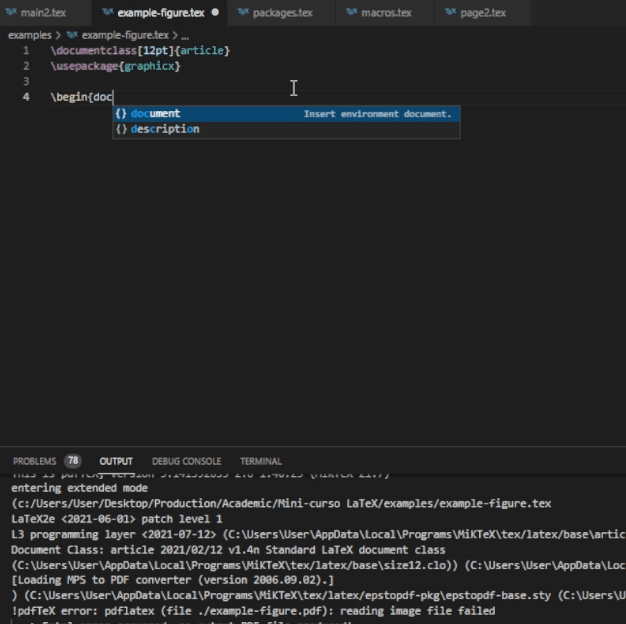 main2.tex example-figure.tex packages.tex macros.tex page2.tex
examples > example-figure.tex > ...
1 \documentclass[12pt]{article}
2 \usepackage{graphicx}
3
4 \begin{doc
{} document Insert environment document.
{} description
PROBLEMS 78 OUTPUT DEBUG CONSOLE TERMINAL
entering extended mode
(c:/Users/User/Desktop/Production/Academic/Mini-curso LaTeX/examples/example-figure.tex
LaTeX2e <2021-06-01> patch level 1
L3 programming layer <2021-07-12> (C:\Users\User\AppData\Local\Programs\MiKTeX\tex/latex/base\artic
Document Class: article 2021/02/12 v1.4n Standard LaTeX document class
(C:\Users\User\AppData\Local\Programs\MiKTeX\tex/latex/base\size12.clo)) (C:\Users\User\AppData\Loc
[Loading MPS to PDF converter (version 2006.09.02).]
) (C:\Users\User\AppData\Local\Programs\MiKTeX\tex/latex/epstopdf-pkg\epstopdf-base.sty (C:\Users\U
!pdfTeX error: pdflatex (file ./example-figure.pdf): reading image file failed